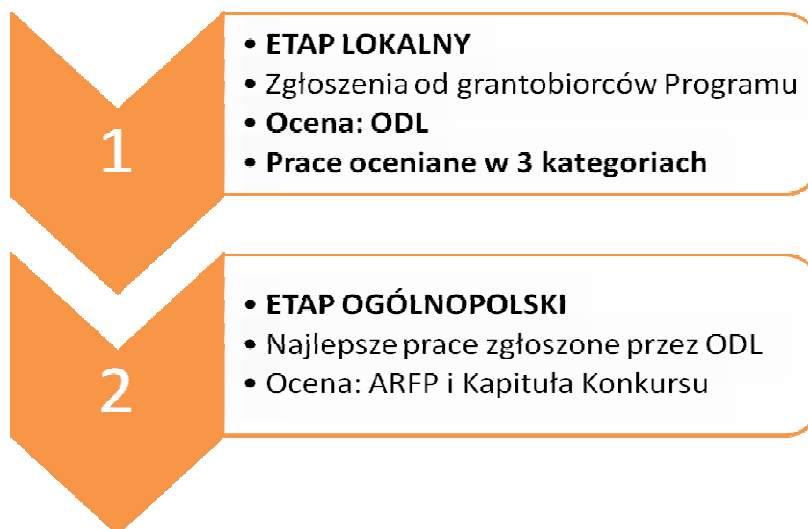 1
• ETAP LOKALNY
• Zgłoszenia od grantobiorców Programu
• Ocena: ODL
• Prace oceniane w 3 kategoriach
2
• ETAP OGÓLNOPOLSKI
• Najlepsze prace zgłoszone przez ODL
• Ocena: ARFP i Kapituła Konkursu